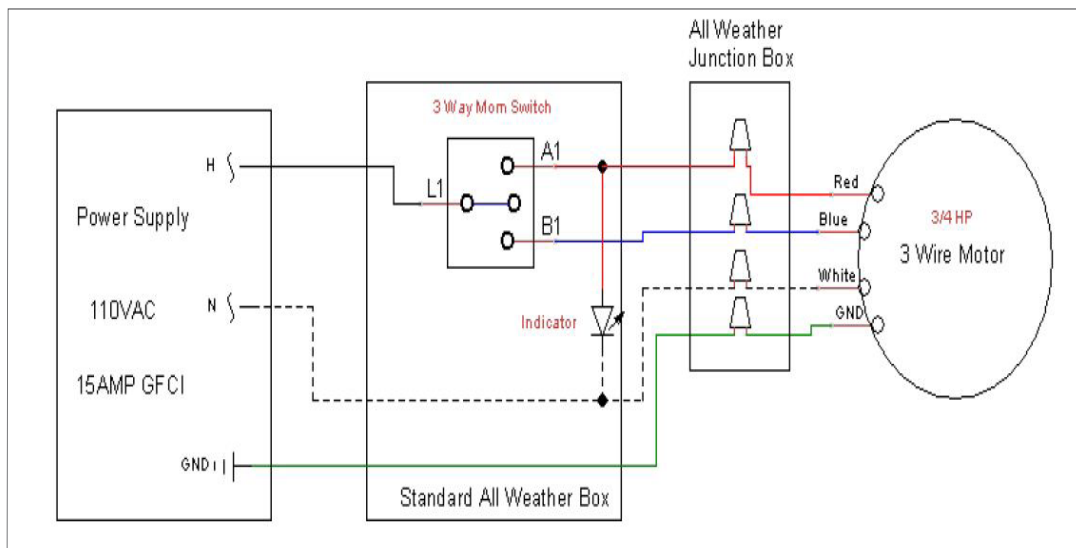 All Weather
Junction Box
3 Way Mom Switch
A1
H
L1
Red
Power Supply
B1
Blue
3/4 HP
3 Wire Motor
White
110VAC
N
Indicator
GND
15AMP GFCI
GND
Standard All Weather Box